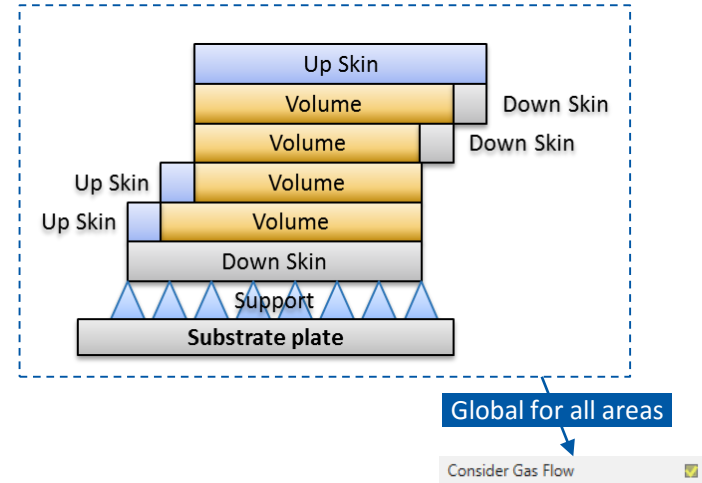 Up Skin
Volume Down Skin
Volume Down Skin
Up Skin Volume
Up Skin Volume
Down Skin
Support
Substrate plate
Global for all areas
Consider Gas Flow